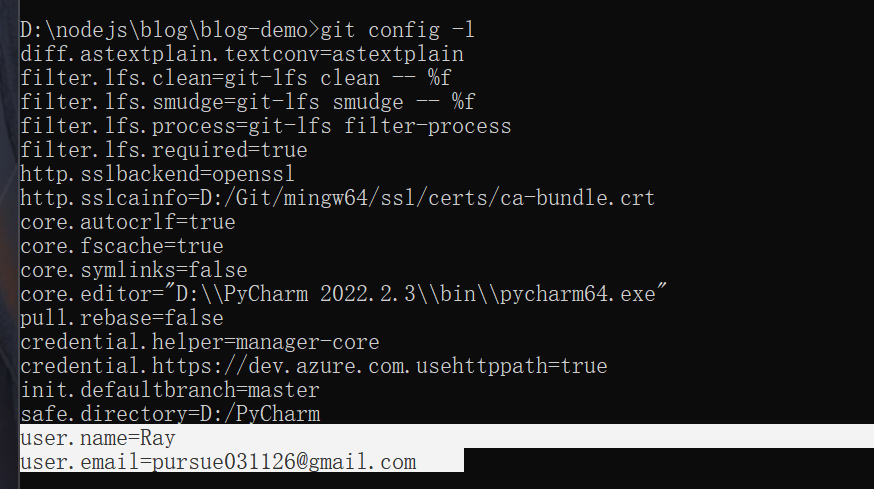 D:\nodejs\blog\blog-demo>git config -l
diff.astextplain.textconv=astextplain
filter.lfs.clean=git-lfs clean -- %f
filter.lfs.smudge=git-lfs smudge -- %f
filter.lfs.process=git-lfs filter-process
filter.lfs.required=true
http.sslbackend=openssl
http.sslcainfo=D:/Git/mingw64/ssl/certs/ca-bundle.crt
core.autocrlf=true
core.fscache=true
core.symlinks=false
core.editor="D:\\PyCharm 2022.2.3\\bin\\pycharm64.exe"
pull.rebase=false
credential.helper=manager-core
credential.https://dev.azure.com.usehttppath=true
init.defaultbranch=master
safe.directory=D:/PyCharm
user.name=Ray
user.email=pursue031126@gmail.com